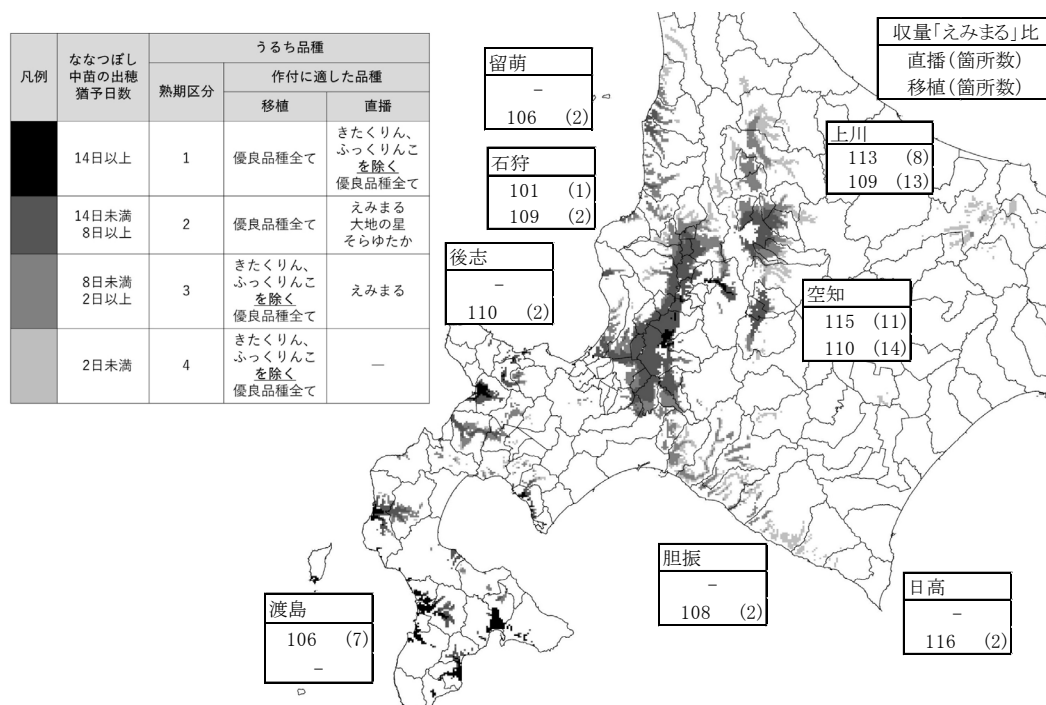 凡例
ななつぼし
中苗の出穂
猶予日数
うるち品種
熟期区分
作付に適した品種
移植
直播
14日以上
1
優良品種全て
きたくりん、
ふっくりんこ
を除く
優良品種全て
14日未満
8日以上
2
優良品種全て
えみまる
大地の星
そらゆたか
8日未満
2日以上
3
きたくりん、
ふっくりんこ
を除く
優良品種全て
えみまる
2日未満
4
きたくりん、
ふっくりんこ
を除く
優良品種全て
—
収量「えみまる」比
直播(箇所数)
移植(箇所数)
留萌
－
106 (2)
上川
113 (8)
109 (13)
石狩
101 (1)
109 (2)
後志
－
110 (2)
空知
115 (11)
110 (14)
胆振
－
108 (2)
日高
－
116 (2)
渡島
106 (7)
－